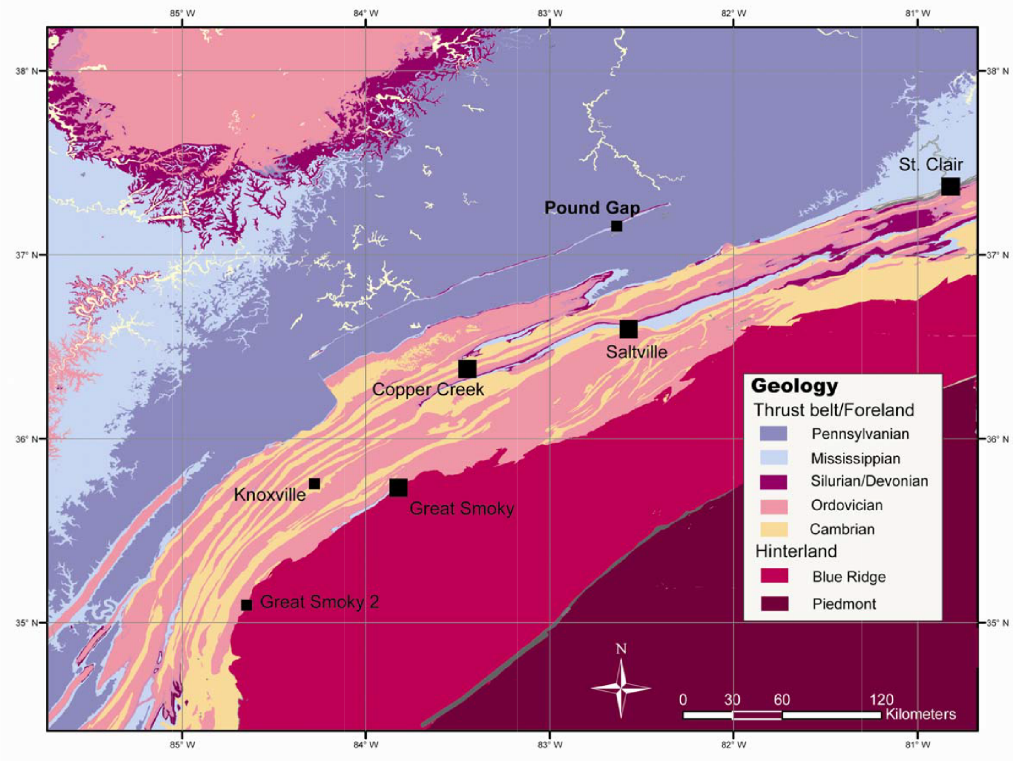 85° W 84° W 83° W 82° W 81° W
38° N 38° N
St. Clair
Pound Gap
37° N 37° N
Saltville
Copper Creek
Geology
Thrust belt/Foreland
Pennsylvanian
Mississippian
Silurian/Devonian
Ordovician
Cambrian
Hinterland
Blue Ridge
Piedmont
36° N 36° N
Knoxville
Great Smoky
Great Smoky 2
35° N 35° N
N
0 30 60 120
Kilometers
85° W 84° W 83° W 82° W 81° W